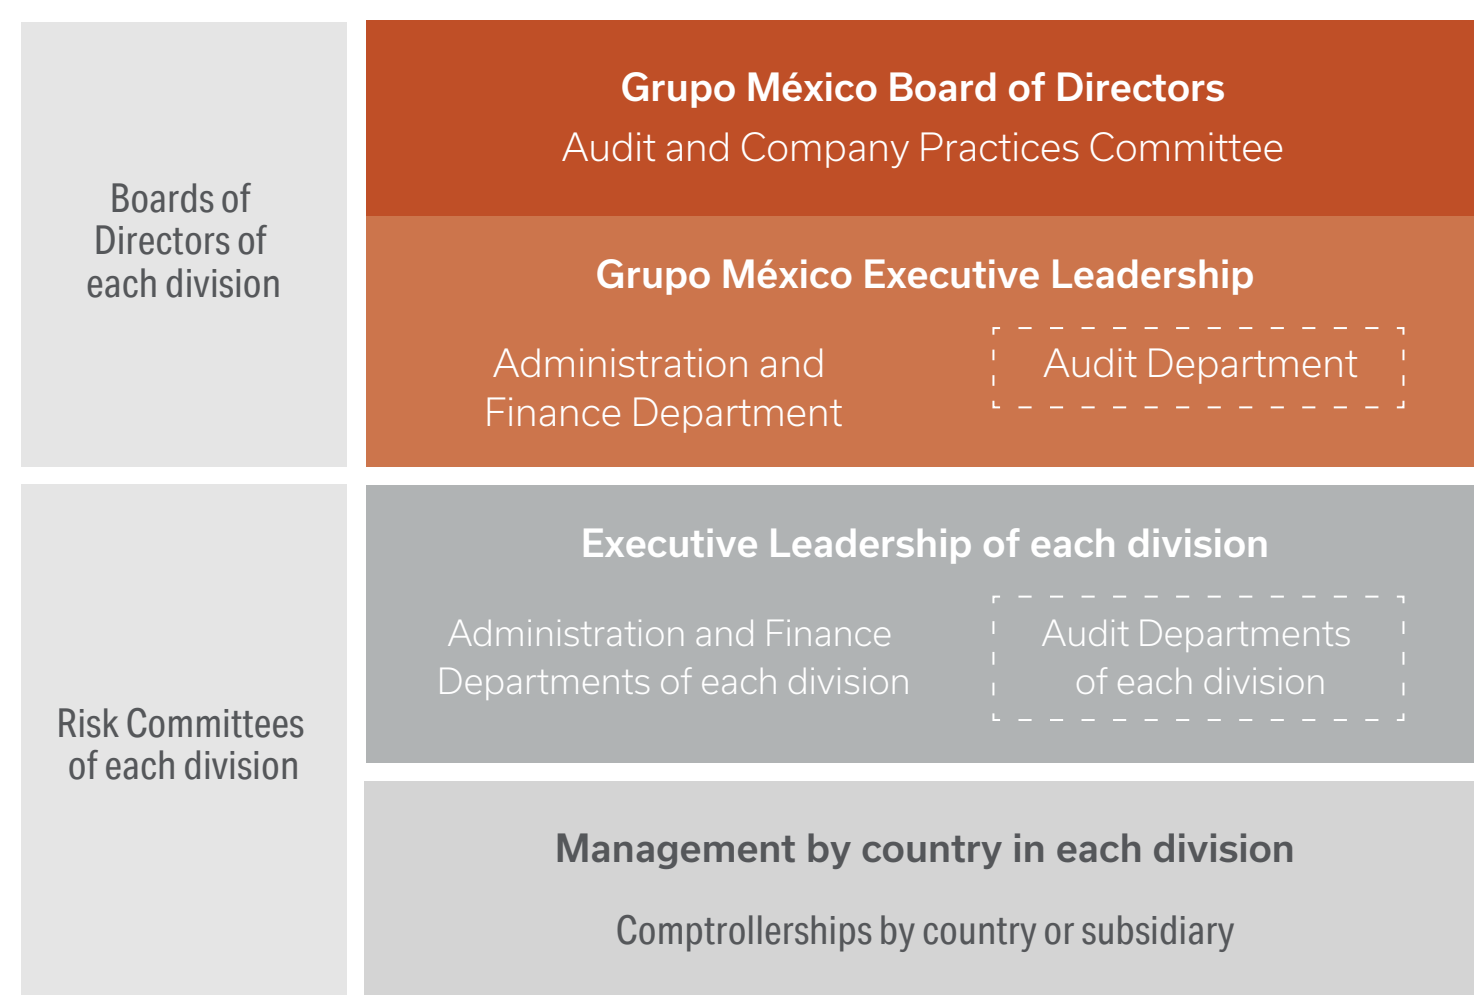 Boards of
Directors of
each division
Grupo México Board of Directors
Audit and Company Practices Committee
Grupo México Executive Leadership
Administration and
Finance Department
Audit Department
Risk Committees
of each division
Executive Leadership of each division
Administration and Finance
Departments of each division
Audit Departments
of each division
Management by country in each division
Comptrollerships by country or subsidiary